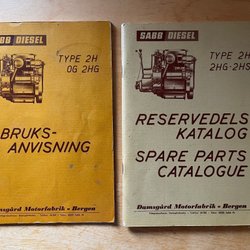 SABB DIESEL
TYPE 2H
OG 2HG
BRUKS-
ANVISNING
Damsgård Motorfabrik - Bergen
SABB DIESEL
TYPE 2H
2HG-2HS
RESERVEDELS
KATALOG
SPARE PARTS
CATALOGUE
Damsgård Motorfabrik - Bergen